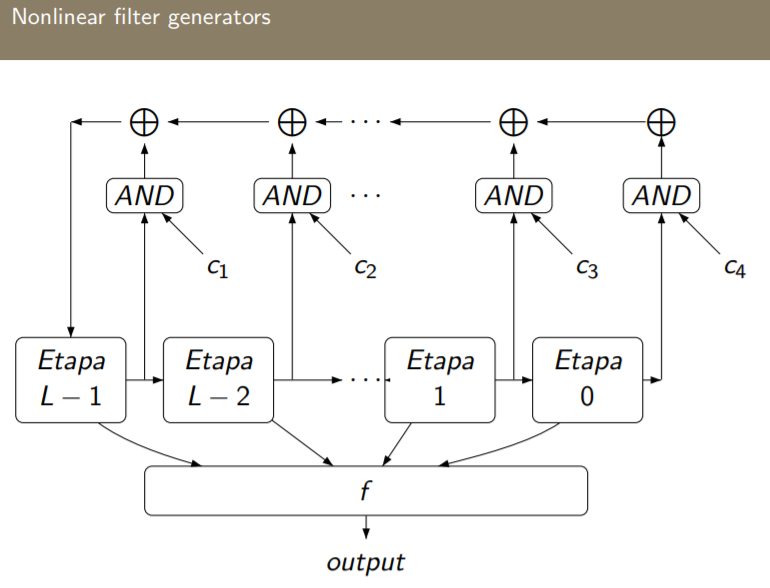 Nonlinear filter generators
· · ·
AND AND · · · AND AND
c₁ c₂ c₃ c₄
Etapa Etapa Etapa Etapa
L − 1 L − 2 · · · · 1 0
f
output